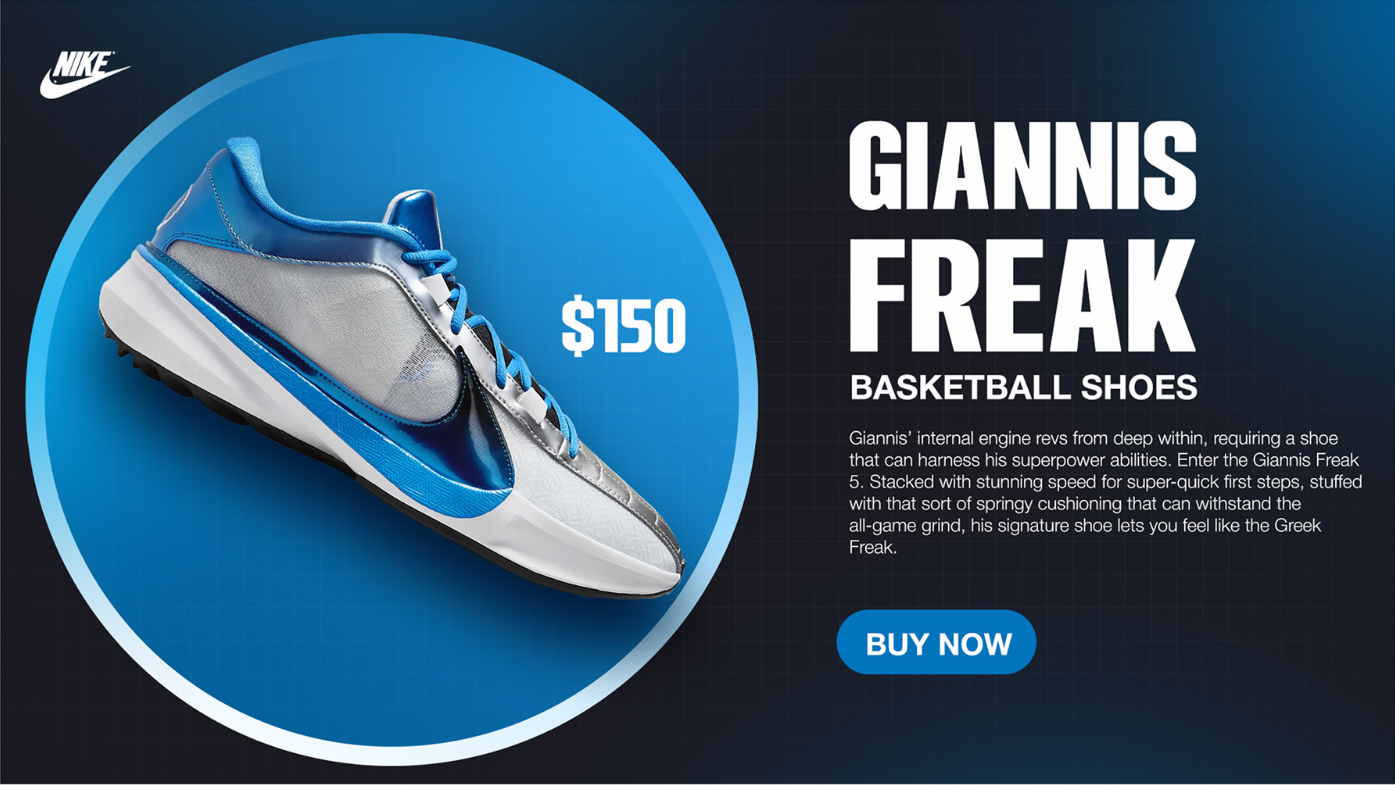 NIKE
$150
GIANNIS
FREAK
BASKETBALL SHOES
Giannis’ internal engine revs from deep within, requiring a shoe
that can harness his superpower abilities. Enter the Giannis Freak
5. Stacked with stunning speed for super-quick first steps, stuffed
with that sort of springy cushioning that can withstand the
all-game grind, his signature shoe lets you feel like the Greek
Freak.
BUY NOW